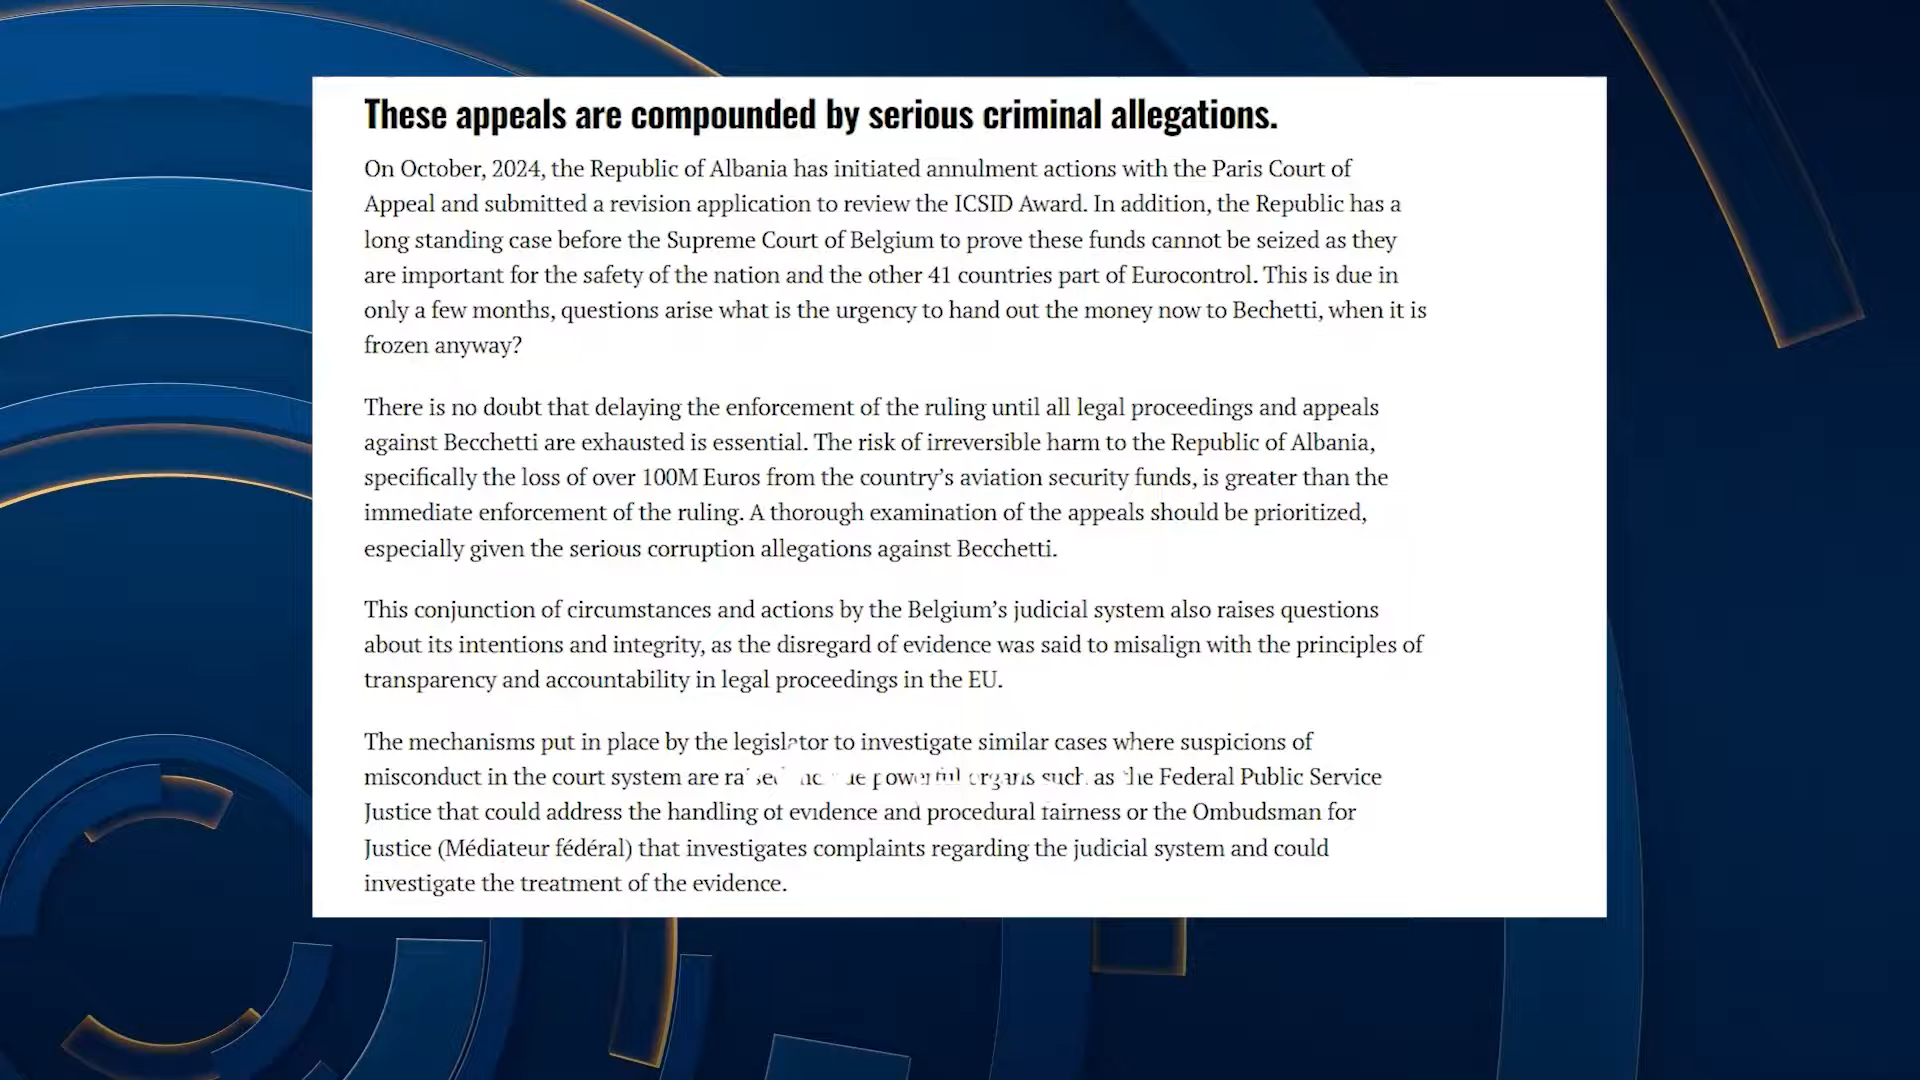 These appeals are compounded by serious criminal allegations.
On October, 2024, the Republic of Albania has initiated annulment actions with the Paris Court of
Appeal and submitted a revision application to review the ICSID Award. In addition, the Republic has a
long standing case before the Supreme Court of Belgium to prove these funds cannot be seized as they
are important for the safety of the nation and the other 41 countries part of Eurocontrol. This is due in
only a few months, questions arise what is the urgency to hand out the money now to Bechetti, when it is
frozen anyway?
There is no doubt that delaying the enforcement of the ruling until all legal proceedings and appeals
against Becchetti are exhausted is essential. The risk of irreversible harm to the Republic of Albania,
specifically the loss of over 100M Euros from the country’s aviation security funds, is greater than the
immediate enforcement of the ruling. A thorough examination of the appeals should be prioritized,
especially given the serious corruption allegations against Becchetti.
This conjunction of circumstances and actions by the Belgium’s judicial system also raises questions
about its intentions and integrity, as the disregard of evidence was said to misalign with the principles of
transparency and accountability in legal proceedings in the EU.
The mechanisms put in place by the legislator to investigate similar cases where suspicions of
misconduct in the court system are raised powerful organs such as the Federal Public Service
Justice that could address the handling of evidence and procedural fairness or the Ombudsman for
Justice (Médiateur fédéral) that investigates complaints regarding the judicial system and could
investigate the treatment of the evidence.